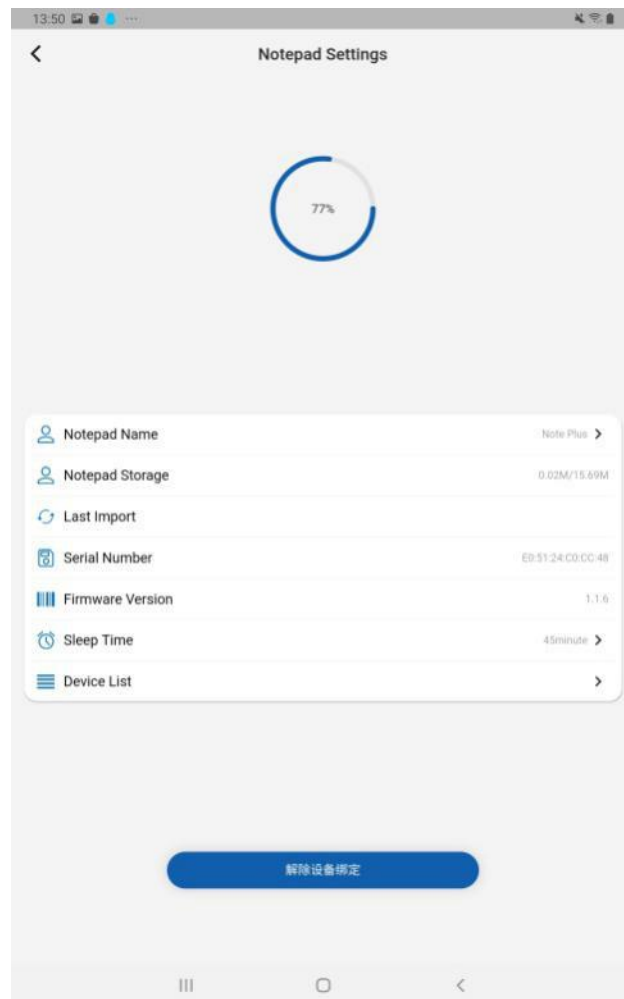 13:50
Notepad Settings
77%
Notepad Name Note Plus
Notepad Storage 0.02M/15.69M
Last Import
Serial Number E0:51:24:C0:CC:48
Firmware Version 1.1.6
Sleep Time 45minute
Device List
解除设备绑定